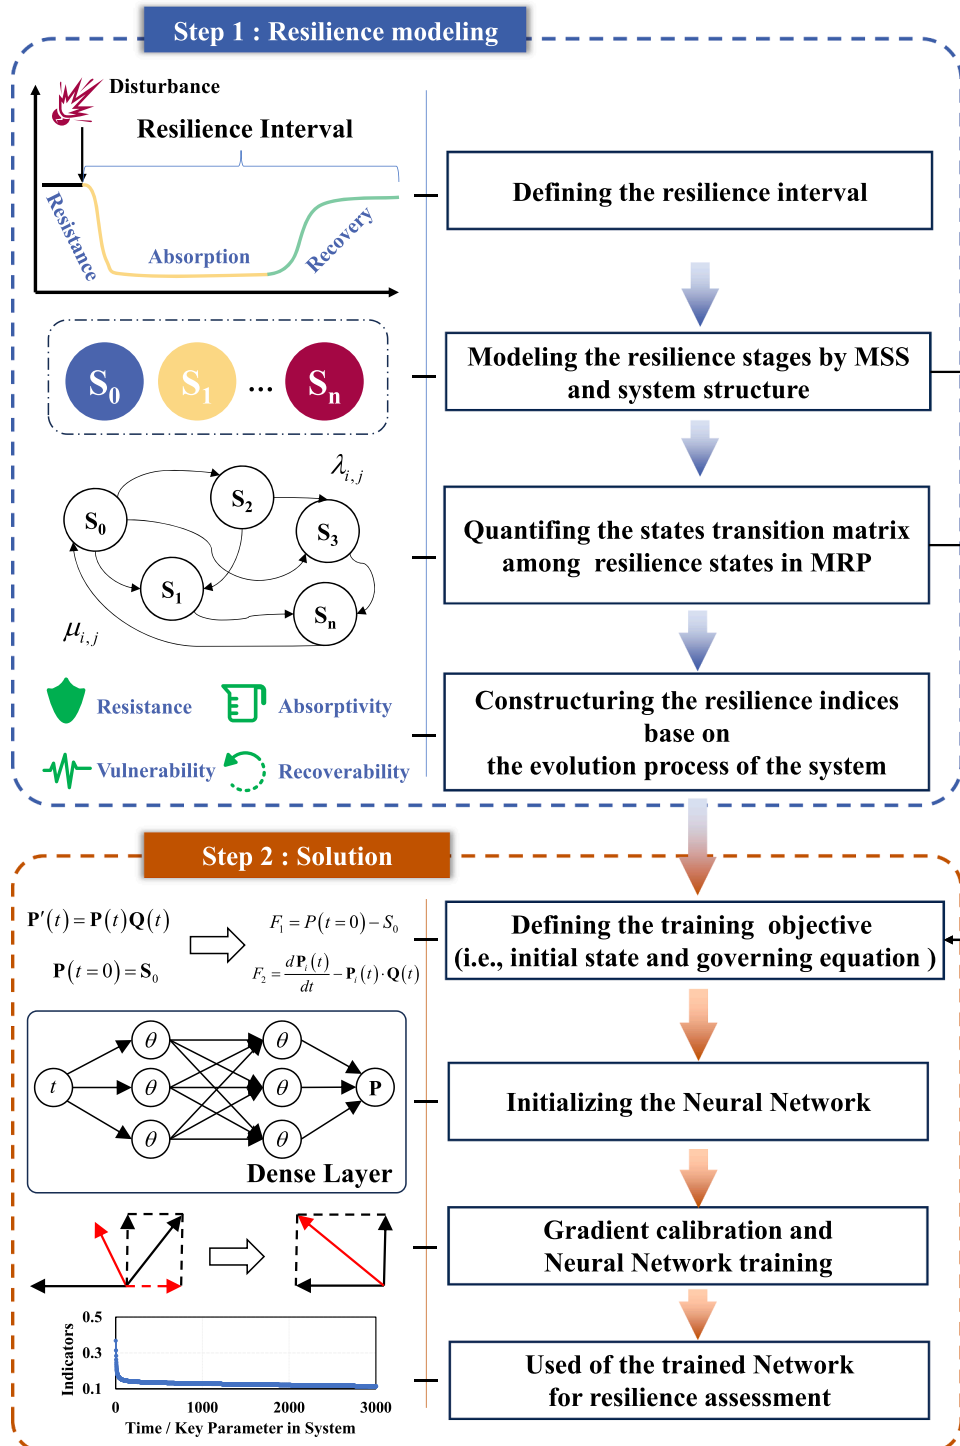 Step 1 : Resilience modeling
Disturbance
Resilience Interval
Resistance
Absorption
Recovery
Defining the resilience interval
S0 S1 ... Sn
Modeling the resilience stages by MSS
and system structure
λi,j
S0
S2
S3
S1
Sn
μi,j
Quantifing the states transition matrix
among resilience states in MRP
Resistance
Absorptivity
Vulnerability
Recoverability
Constructuring the resilience indices
base on
the evolution process of the system
Step 2 : Solution
P′(t) = P(t)Q(t)
P(t=0) = S0
F1 = P(t=0) − S0
F2 = dPi(t)/dt − Pi(t)·Q(t)
Defining the training objective
(i.e., initial state and governing equation )
θ θ
t θ θ P
θ θ
Dense Layer
Initializing the Neural Network
Gradient calibration and
Neural Network training
0.5
0.3
0.1
Indicators
0 1000 2000 3000
Time / Key Parameter in System
Used of the trained Network
for resilience assessment